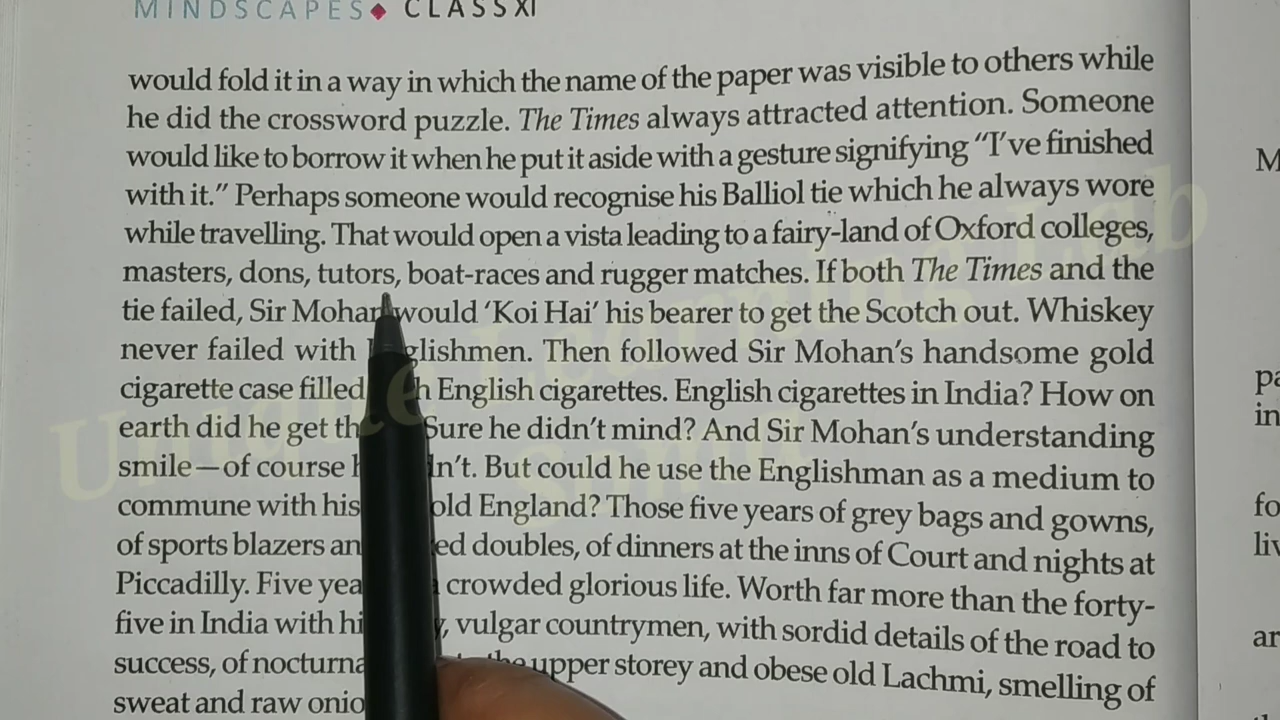 MINDSCAPES◆ CLASS XI
would fold it in a way in which the name of the paper was visible to others while
he did the crossword puzzle. The Times always attracted attention. Someone
would like to borrow it when he put it aside with a gesture signifying "I've finished
with it." Perhaps someone would recognise his Balliol tie which he always wore
while travelling. That would open a vista leading to a fairy-land of Oxford colleges,
masters, dons, tutors, boat-races and rugger matches. If both The Times and the
tie failed, Sir Mohan would 'Koi Hai' his bearer to get the Scotch out. Whiskey
never failed with Englishmen. Then followed Sir Mohan's handsome gold
cigarette case filled English cigarettes. English cigarettes in India? How on
earth did he get Sure he didn't mind? And Sir Mohan's understanding
smile—of course But could he use the Englishman as a medium to
commune with his old England? Those five years of grey bags and gowns,
of sports blazers doubles, of dinners at the inns of Court and nights at
Piccadilly. Five crowded glorious life. Worth far more than the forty-
five in India with vulgar countrymen, with sordid details of the road to
success, of the upper storey and obese old Lachmi, smelling of
sweat and raw
Unique Learning Lab